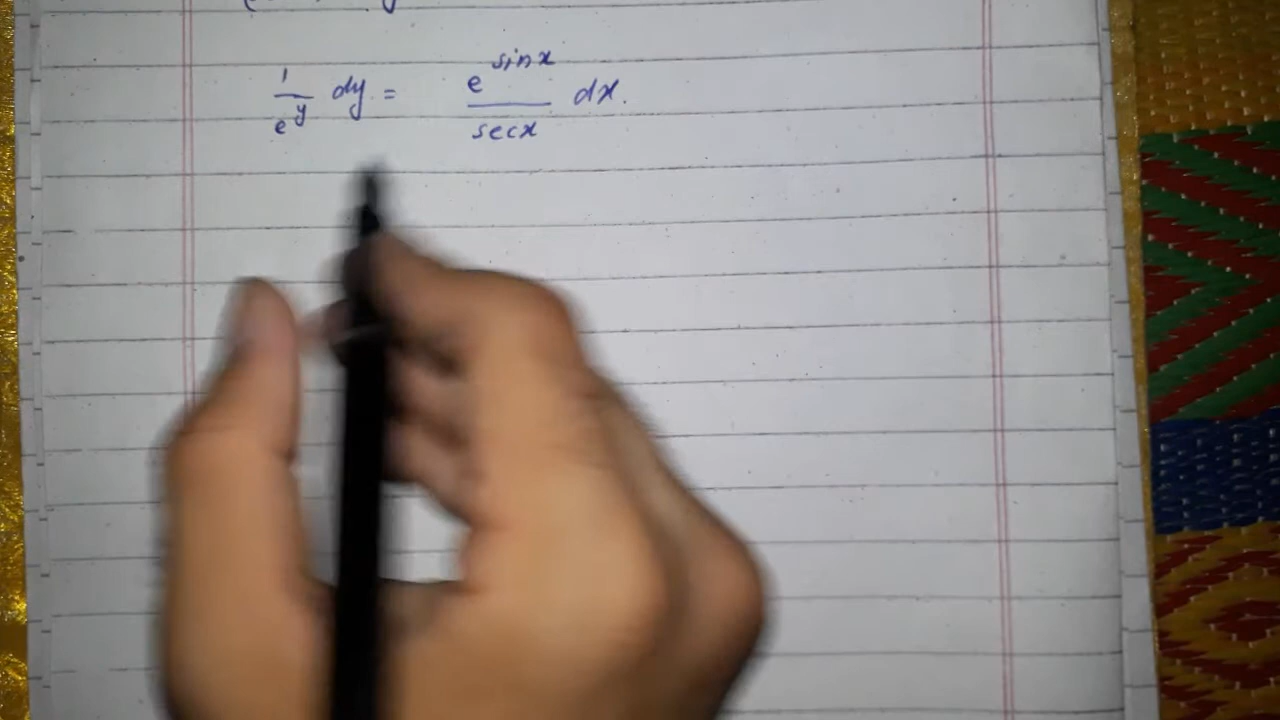 1/e^y dy = e^sinx/secx dx.